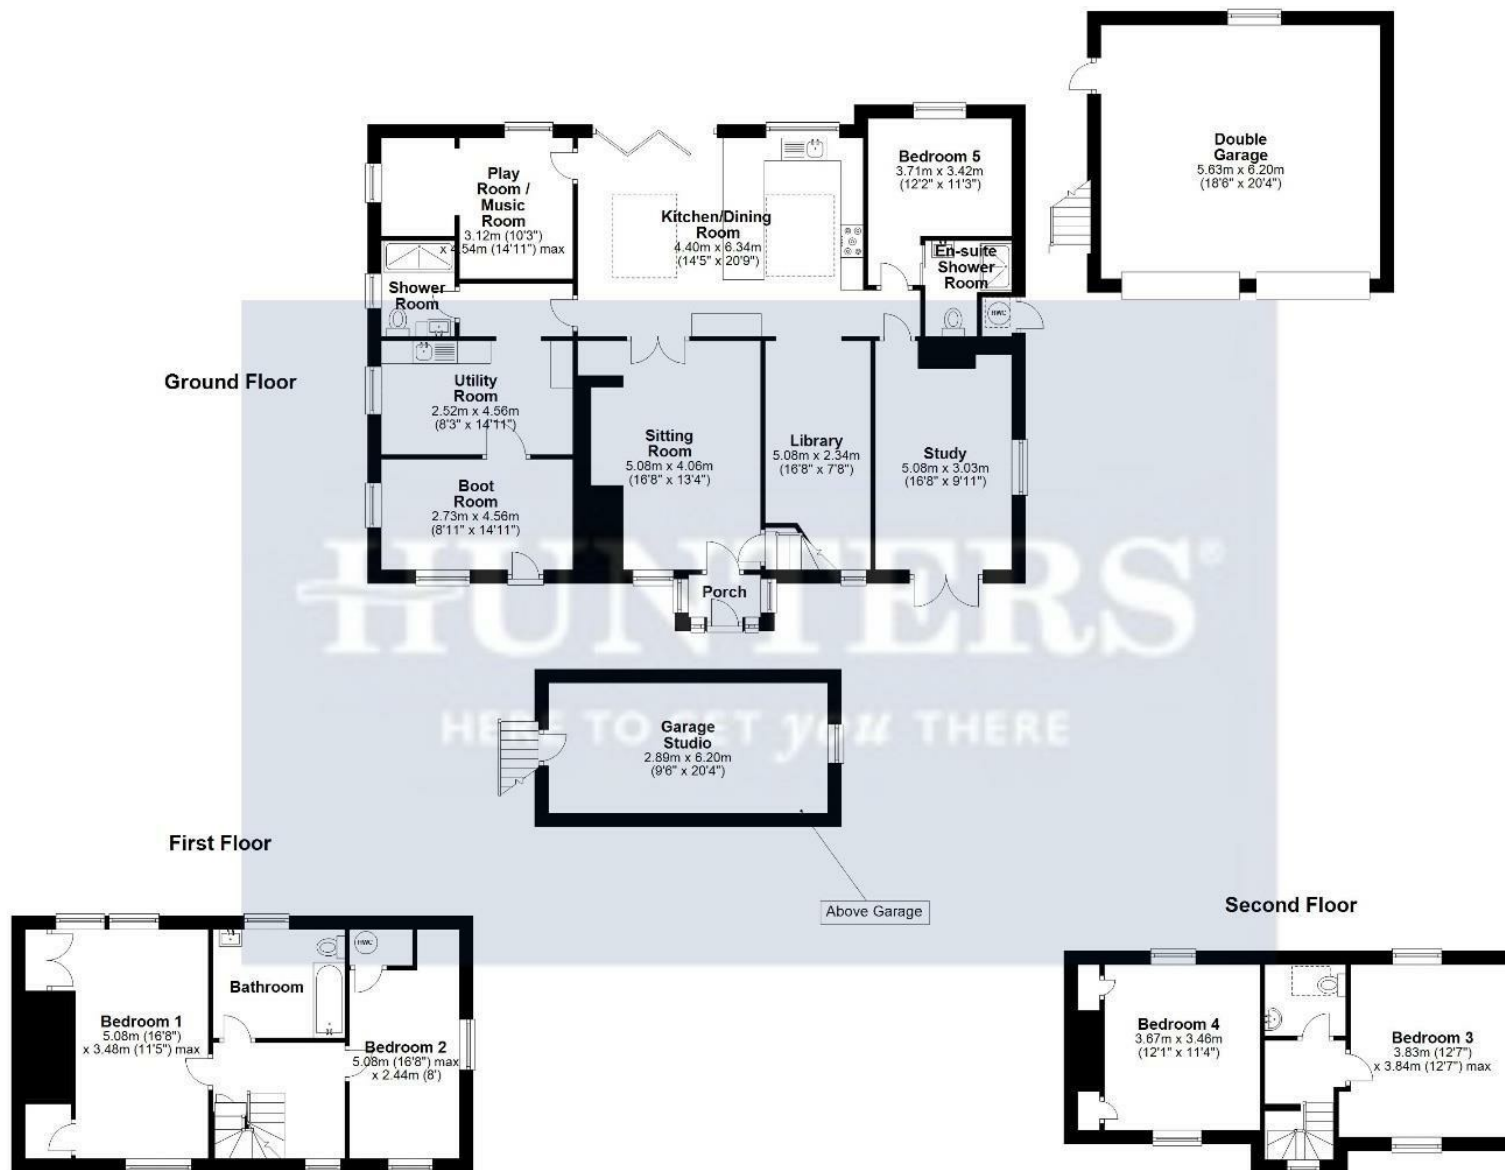 Ground Floor
Play
Room /
Music
Room
3.12m (10'3")
x 4.54m (14'11") max
Kitchen/Dining
Room
4.40m x 6.34m
(14'5" x 20'9")
Bedroom 5
3.71m x 3.42m
(12'2" x 11'3")
En-suite
Shower
Room
HWC
Double
Garage
5.63m x 6.20m
(18'6" x 20'4")
Shower
Room
Utility
Room
2.52m x 4.56m
(8'3" x 14'11")
Boot
Room
2.73m x 4.56m
(8'11" x 14'11")
Sitting
Room
5.08m x 4.06m
(16'8" x 13'4")
Library
5.08m x 2.34m
(16'8" x 7'8")
Study
5.08m x 3.03m
(16'8" x 9'11")
Porch
HUNTERS®
HERE TO GET you THERE
Garage
Studio
2.89m x 6.20m
(9'6" x 20'4")
Above Garage
First Floor
Bedroom 1
5.08m (16'8")
x 3.48m (11'5") max
Bathroom
HWC
Bedroom 2
5.08m (16'8") max
x 2.44m (8')
Second Floor
Bedroom 4
3.67m x 3.46m
(12'1" x 11'4")
Bedroom 3
3.83m (12'7")
x 3.84m (12'7") max